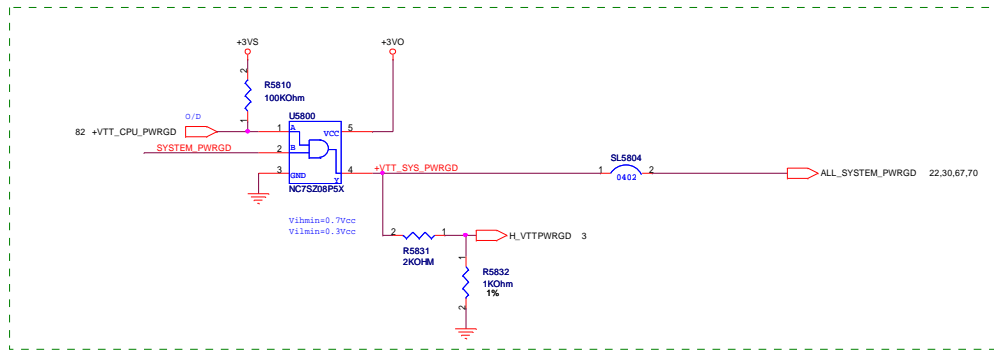 +3VS
+3VO
2
R5810
100KOhm
1
O/D
U5800
82 +VTT_CPU_PWRGD
1
A
VCC
5
SYSTEM_PWRGD
2
B
3
GND
Y
4
+VTT_SYS_PWRGD
NC7SZ08P5X
1
SL5804
2
0402
ALL_SYSTEM_PWRGD 22,30,67,70
Vihmin=0.7Vcc
Vilmin=0.3Vcc
2
1
R5831
2KOHM
H_VTTPWRGD 3
1
R5832
1KOhm
1%
2